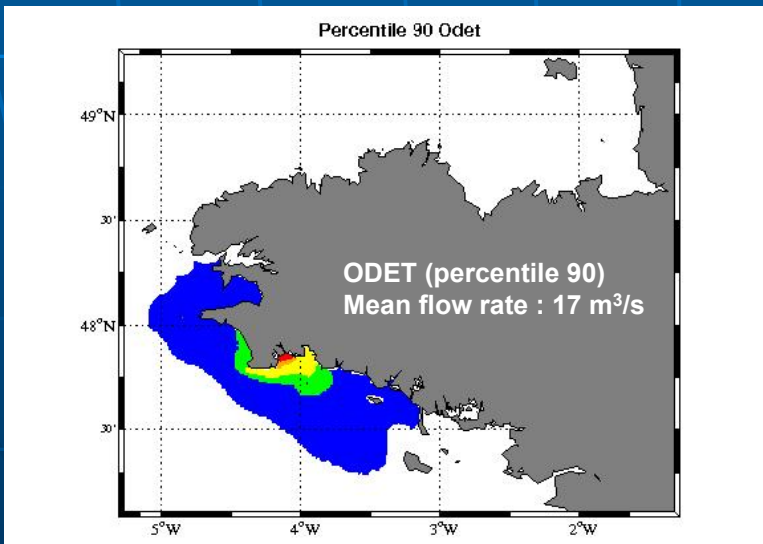 Percentile 90 Odet
49°N
30'
ODET (percentile 90)
Mean flow rate : 17 m³/s
48°N
30'
5°W
4°W
3°W
2°W